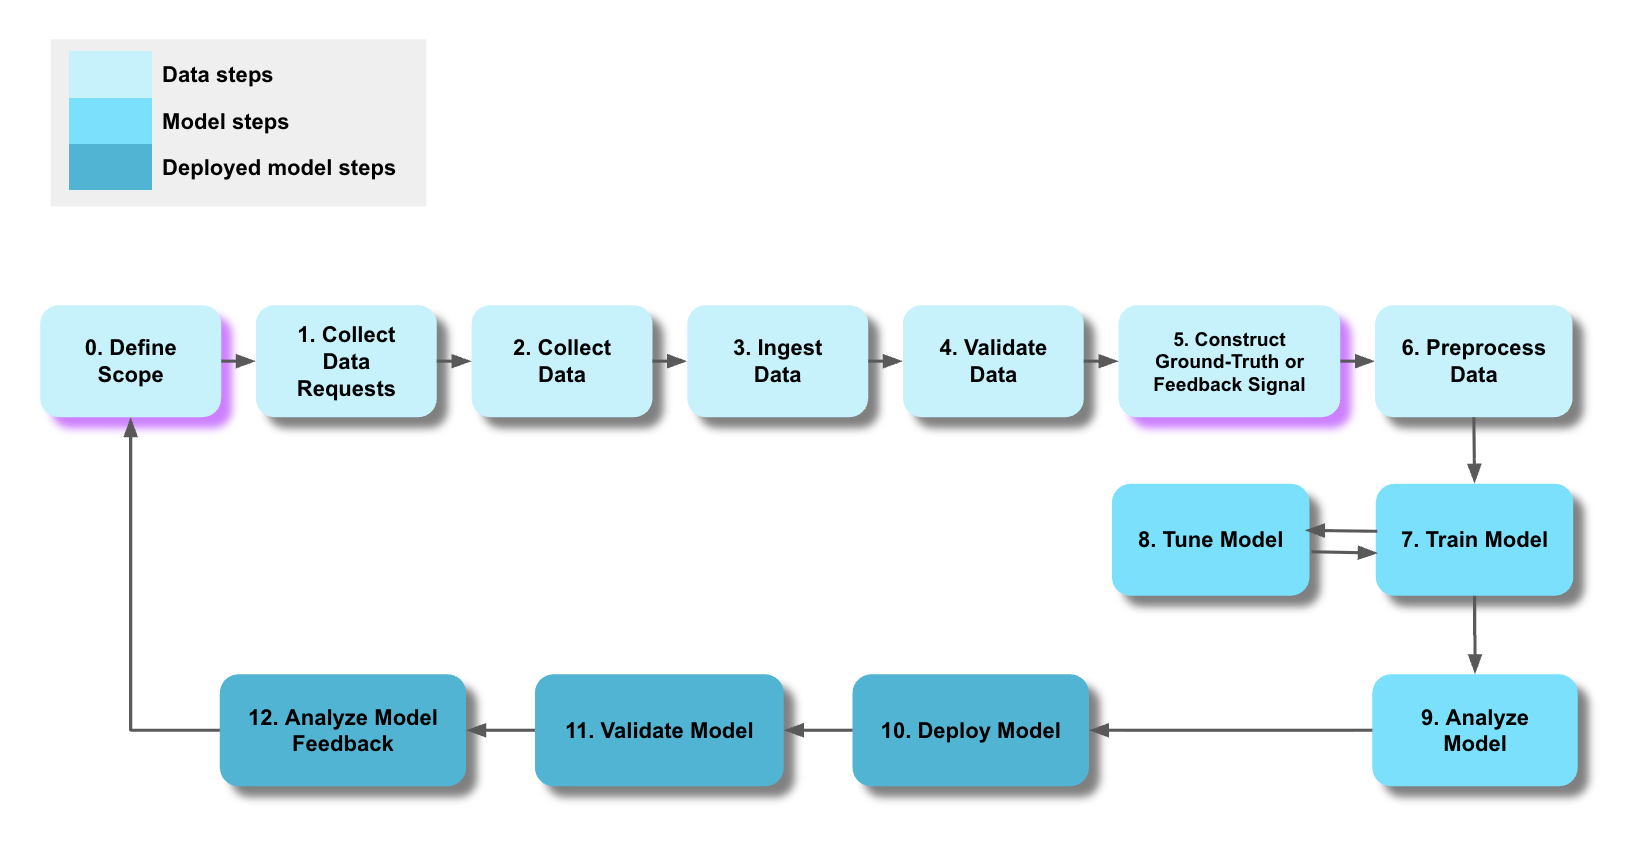 Data steps
Model steps
Deployed model steps
0. Define
Scope
1. Collect
Data
Requests
2. Collect
Data
3. Ingest
Data
4. Validate
Data
5. Construct
Ground-Truth or
Feedback Signal
6. Preprocess
Data
8. Tune Model
7. Train Model
12. Analyze Model
Feedback
11. Validate Model
10. Deploy Model
9. Analyze
Model